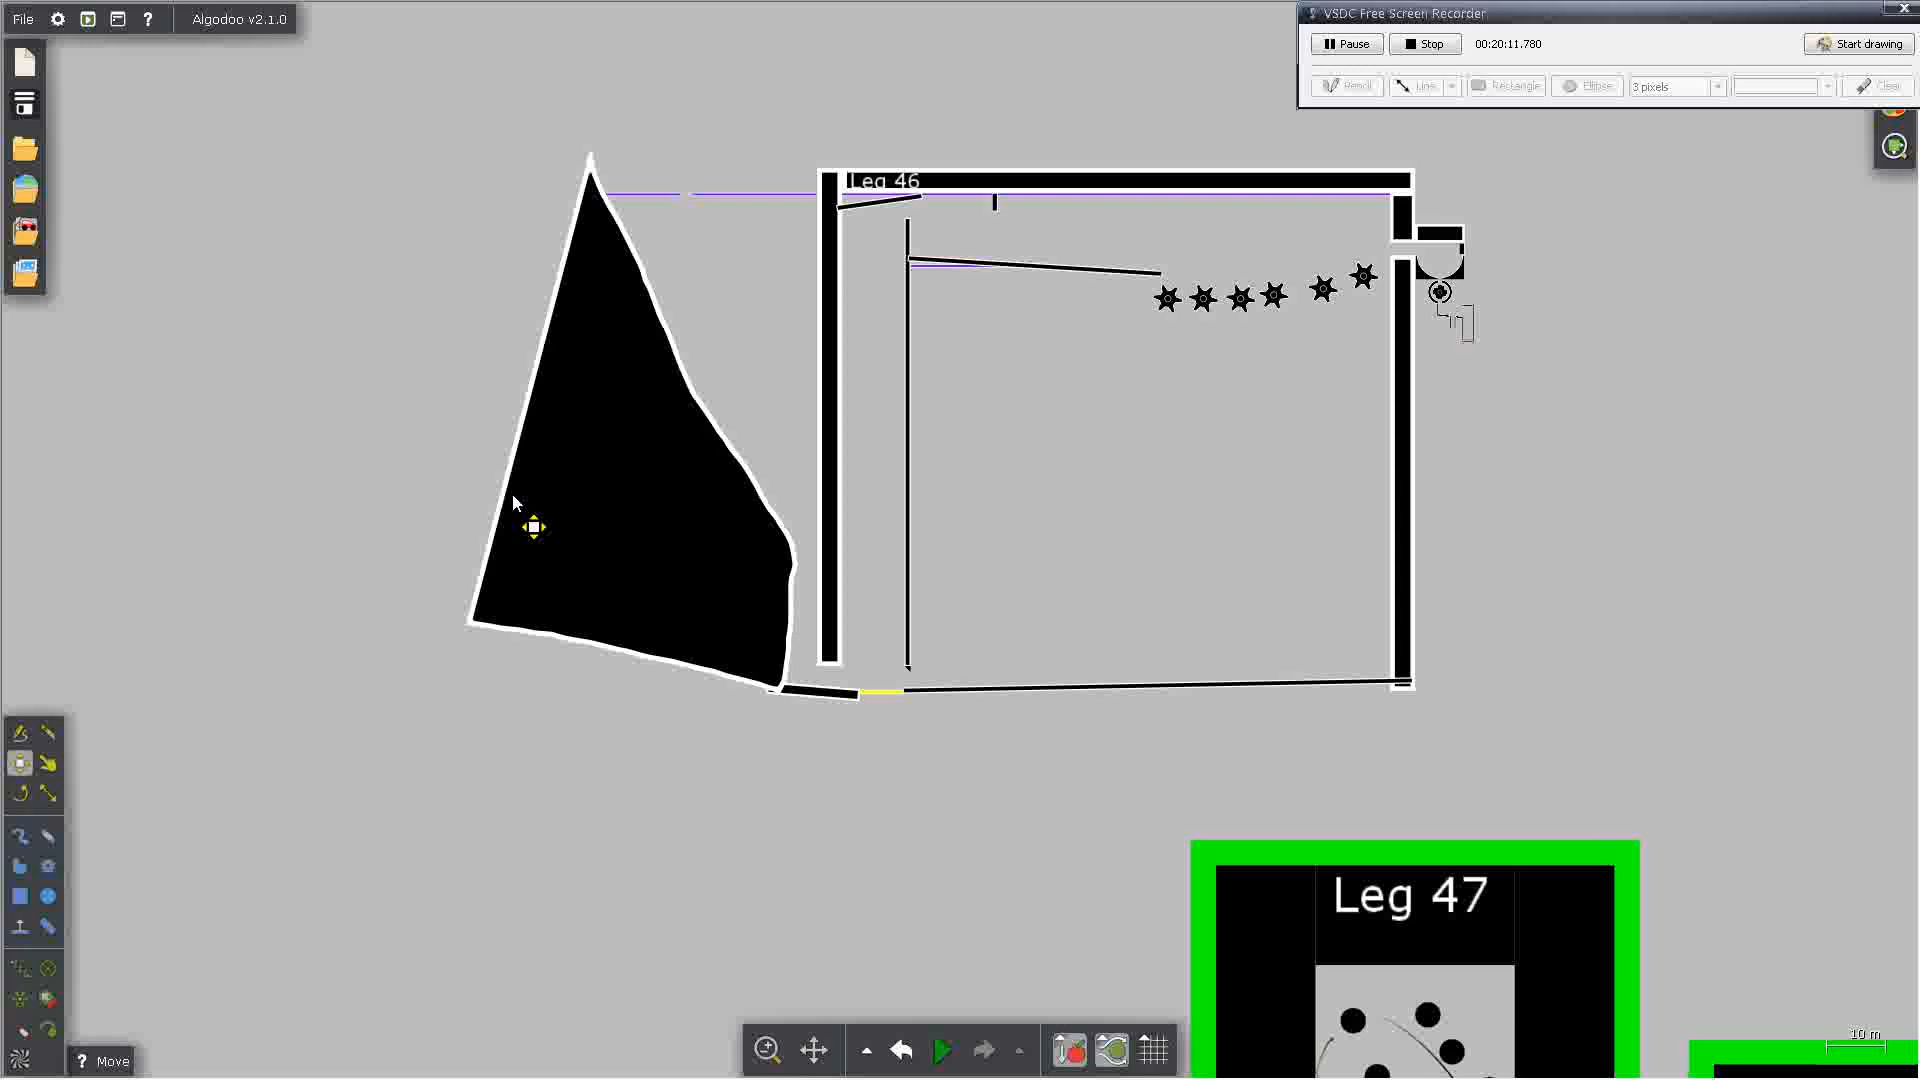 File ? Algodoo v2.1.0
VSDC Free Screen Recorder
Pause Stop 00:20:11.780 Start drawing
Pencil Line Rectangle Ellipse 3 pixels Clear
Leg 46
Leg 47
10 m
? Move